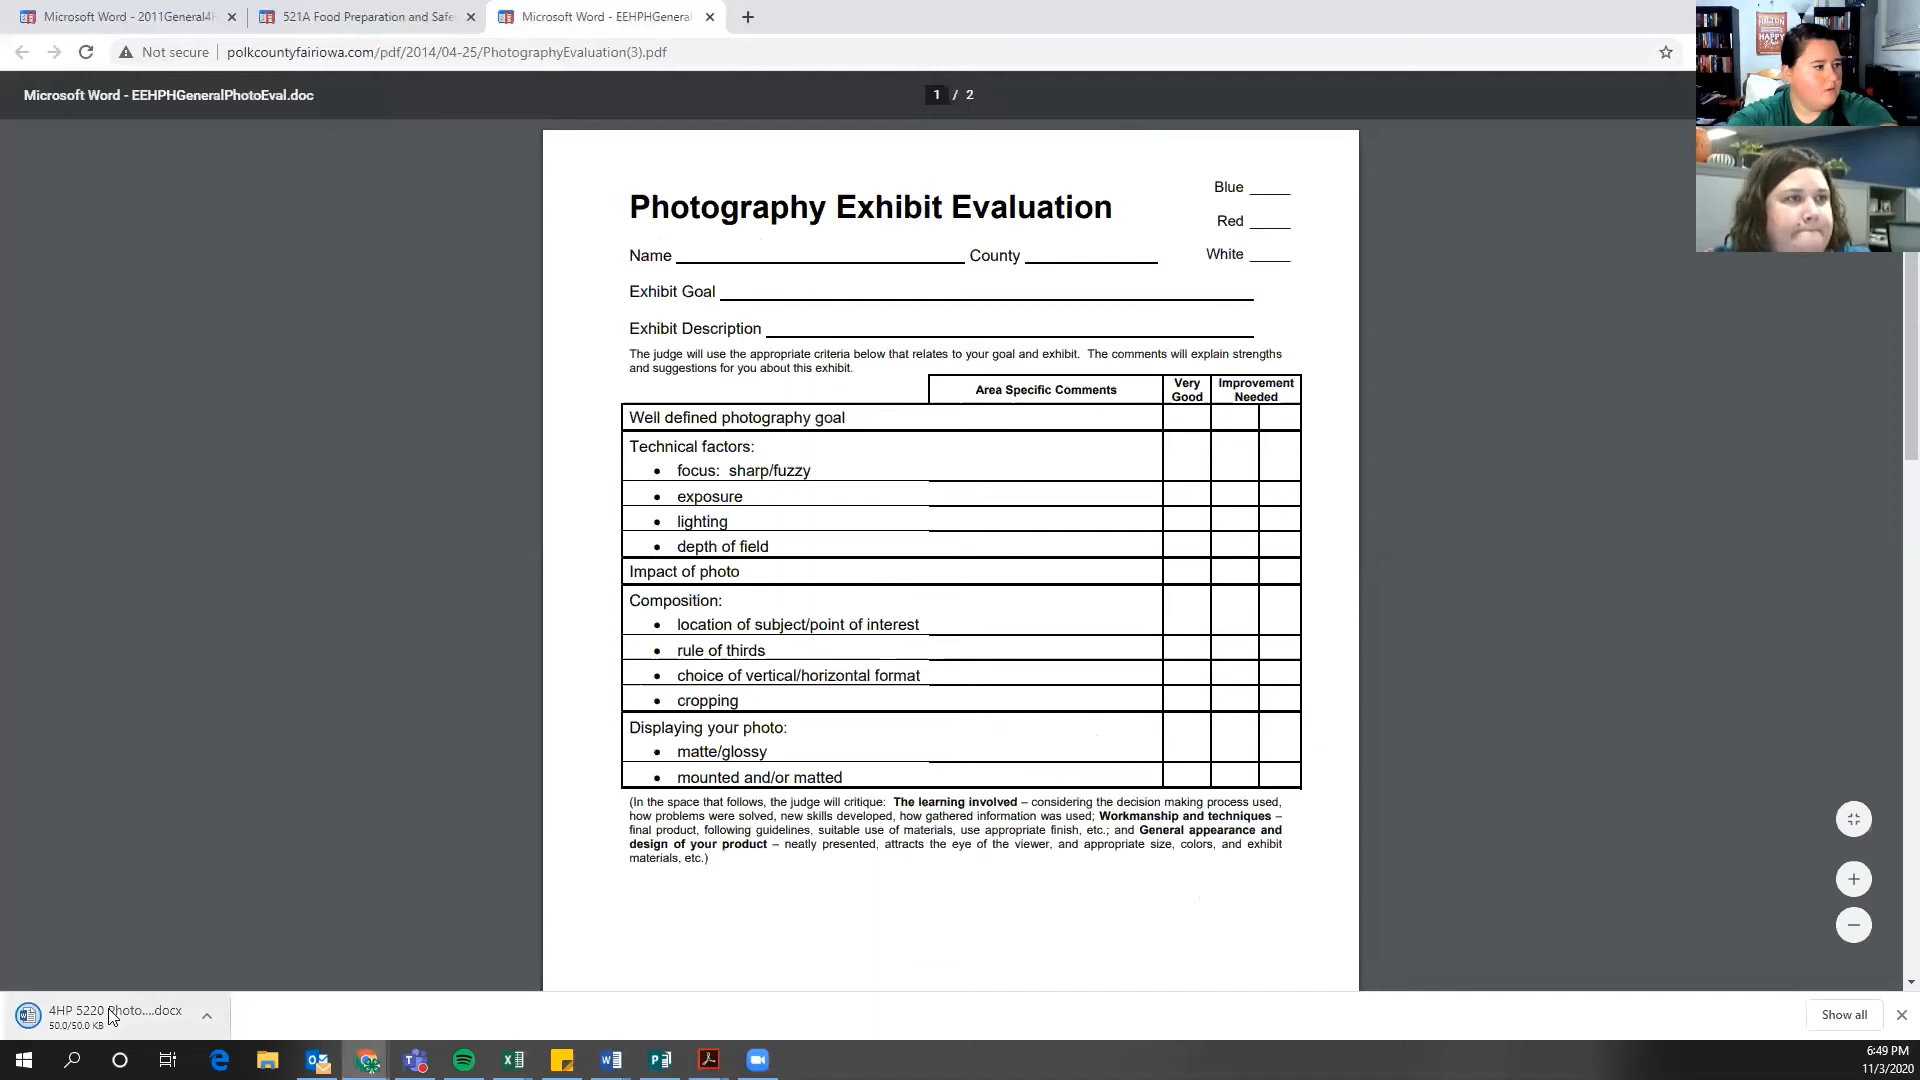 Microsoft Word - 2011General4H
521A Food Preparation and Safe
Microsoft Word - EEHPHGeneral
Not secure
polkcountyfairiowa.com/pdf/2014/04-25/PhotographyEvaluation(3).pdf
Microsoft Word - EEHPHGeneralPhotoEval.doc
1 / 2
HAPPY
Photography Exhibit Evaluation
Blue _____
Red _____
White _____
Name ____________________ County __________
Exhibit Goal ____________________
Exhibit Description ____________________
The judge will use the appropriate criteria below that relates to your goal and exhibit. The comments will explain strengths
and suggestions for you about this exhibit.
Area Specific Comments
Very
Good
Improvement
Needed
Well defined photography goal
Technical factors:
• focus: sharp/fuzzy
• exposure
• lighting
• depth of field
Impact of photo
Composition:
• location of subject/point of interest
• rule of thirds
• choice of vertical/horizontal format
• cropping
Displaying your photo:
• matte/glossy
• mounted and/or matted
(In the space that follows, the judge will critique: The learning involved – considering the decision making process used,
how problems were solved, new skills developed, how gathered information was used; Workmanship and techniques –
final product, following guidelines, suitable use of materials, use appropriate finish, etc.; and General appearance and
design of your product – neatly presented, attracts the eye of the viewer, and appropriate size, colors, and exhibit
materials, etc.)
4HP 5220 Photo....docx
50.0/50.0 KB
Show all
6:49 PM
11/3/2020